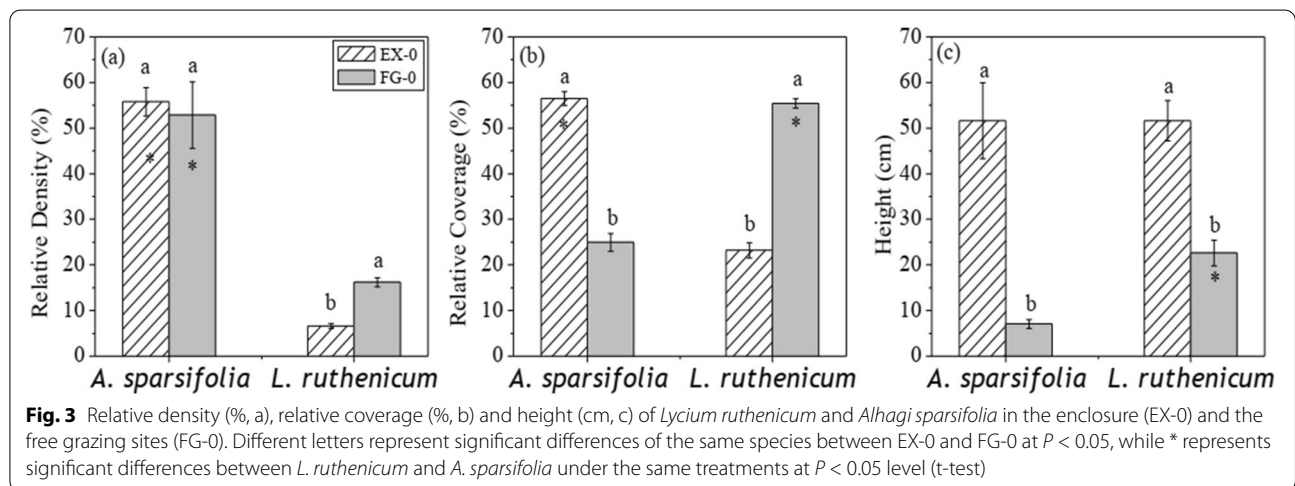 (a)
EX-0
FG-0
a
a
*
*
b
a
Relative Density (%)
70
60
50
40
30
20
10
0
A. sparsifolia L. ruthenicum
(b)
a
*
b
b
a
*
Relative Coverage (%)
70
60
50
40
30
20
10
0
A. sparsifolia L. ruthenicum
(c)
a
b
a
b
*
Height (cm)
70
60
50
40
30
20
10
0
A. sparsifolia L. ruthenicum
Fig. 3 Relative density (%, a), relative coverage (%, b) and height (cm, c) of Lycium ruthenicum and Alhagi sparsifolia in the enclosure (EX-0) and the
free grazing sites (FG-0). Different letters represent significant differences of the same species between EX-0 and FG-0 at P < 0.05, while * represents
significant differences between L. ruthenicum and A. sparsifolia under the same treatments at P < 0.05 level (t-test)